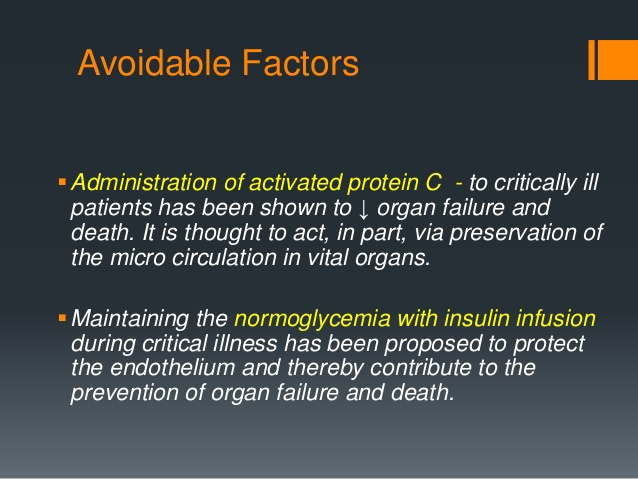 Avoidable Factors
▪Administration of activated protein C - to critically ill
patients has been shown to ↓ organ failure and
death. It is thought to act, in part, via preservation of
the micro circulation in vital organs.
▪Maintaining the normoglycemia with insulin infusion
during critical illness has been proposed to protect
the endothelium and thereby contribute to the
prevention of organ failure and death.